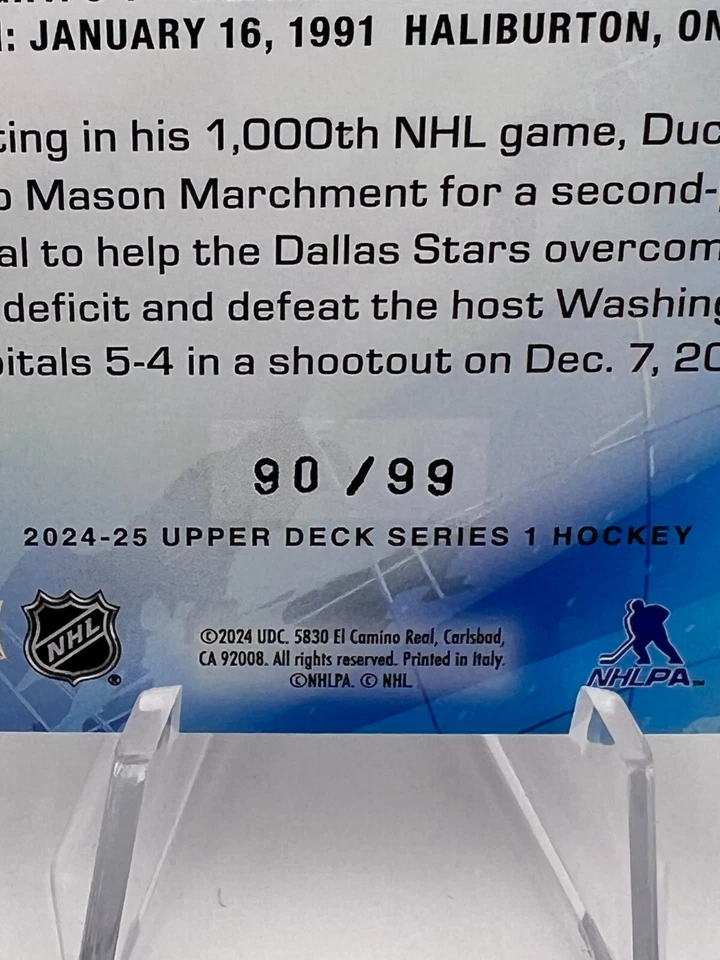 : JANUARY 16, 1991 HALIBURTON, ON
ting in his 1,000th NHL game, Duc
o Mason Marchment for a second-
al to help the Dallas Stars overcom
deficit and defeat the host Washing
itals 5-4 in a shootout on Dec. 7, 20
90/99
2024-25 UPPER DECK SERIES 1 HOCKEY
NHL
®
©2024 UDC. 5830 El Camino Real, Carlsbad,
CA 92008. All rights reserved. Printed in Italy.
©NHLPA. © NHL
NHLPA™